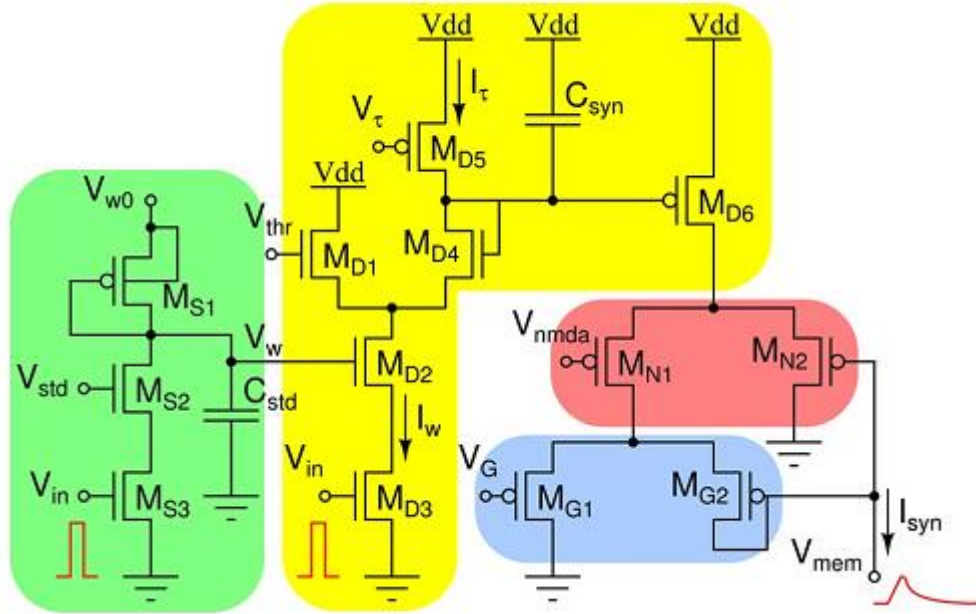 Vdd Vdd Vdd
Iτ
Vτ
Csyn
MD5
Vdd
Vw0
Vthr
MD1
MD4
MD6
MS1
Vw
Vnmda
MD2
MN1
MN2
Vstd
MS2
Cstd
Iw
Vin
MS3
Vin
MD3
VG
MG1
MG2
Isyn
Vmem